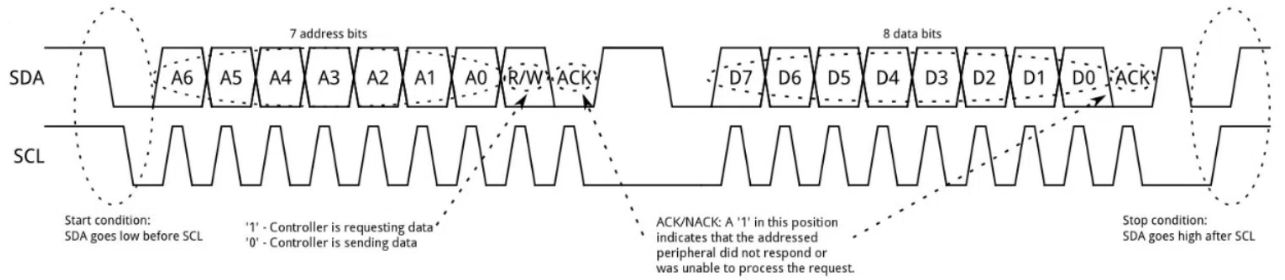 7 address bits
8 data bits
SDA A6 A5 A4 A3 A2 A1 A0 R/W ACK D7 D6 D5 D4 D3 D2 D1 D0 ACK
SCL
Start condition:
SDA goes low before SCL
'1' - Controller is requesting data
'0' - Controller is sending data
ACK/NACK: A '1' in this position
indicates that the addressed
peripheral did not respond or
was unable to process the request.
Stop condition:
SDA goes high after SCL